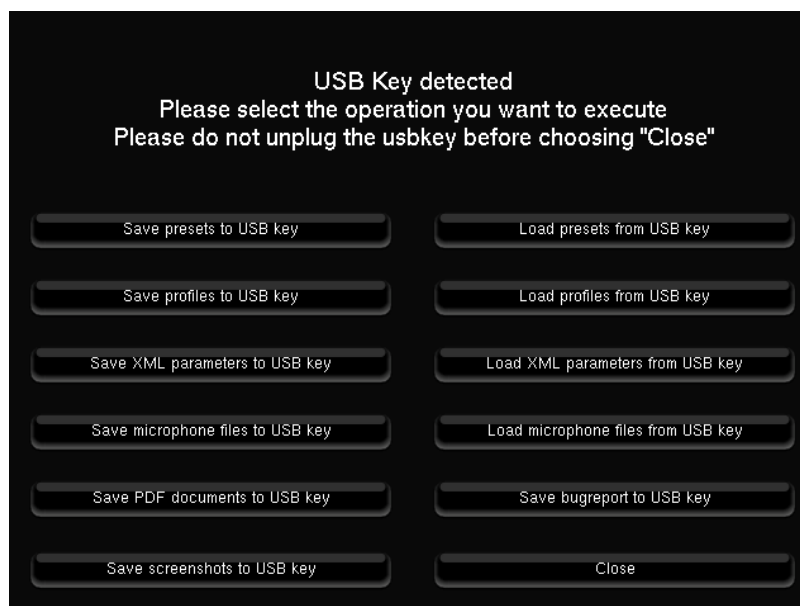 USB Key detected
Please select the operation you want to execute
Please do not unplug the usbkey before choosing "Close"
Save presets to USB key
Load presets from USB key
Save profiles to USB key
Load profiles from USB key
Save XML parameters to USB key
Load XML parameters from USB key
Save microphone files to USB key
Load microphone files from USB key
Save PDF documents to USB key
Save bugreport to USB key
Save screenshots to USB key
Close